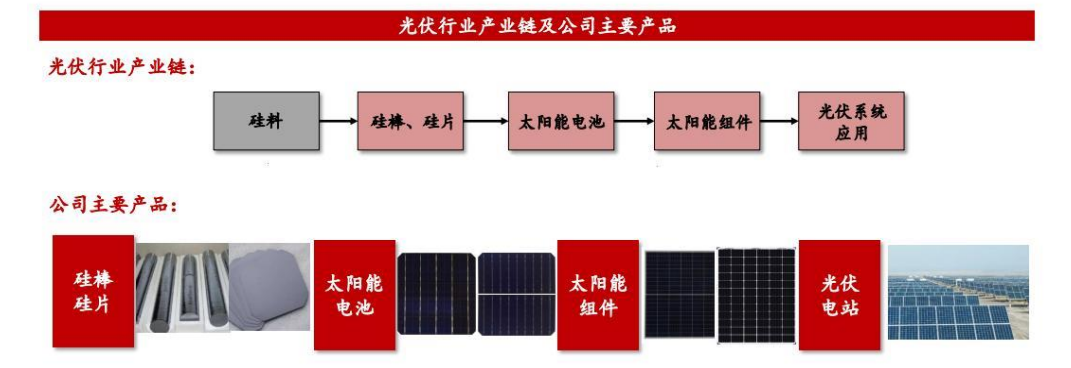 光伏行业产业链及公司主要产品
光伏行业产业链：
硅料
硅棒、硅片
太阳能电池
太阳能组件
光伏系统
应用
公司主要产品：
硅棒
硅片
太阳能
电池
太阳能
组件
光伏
电站